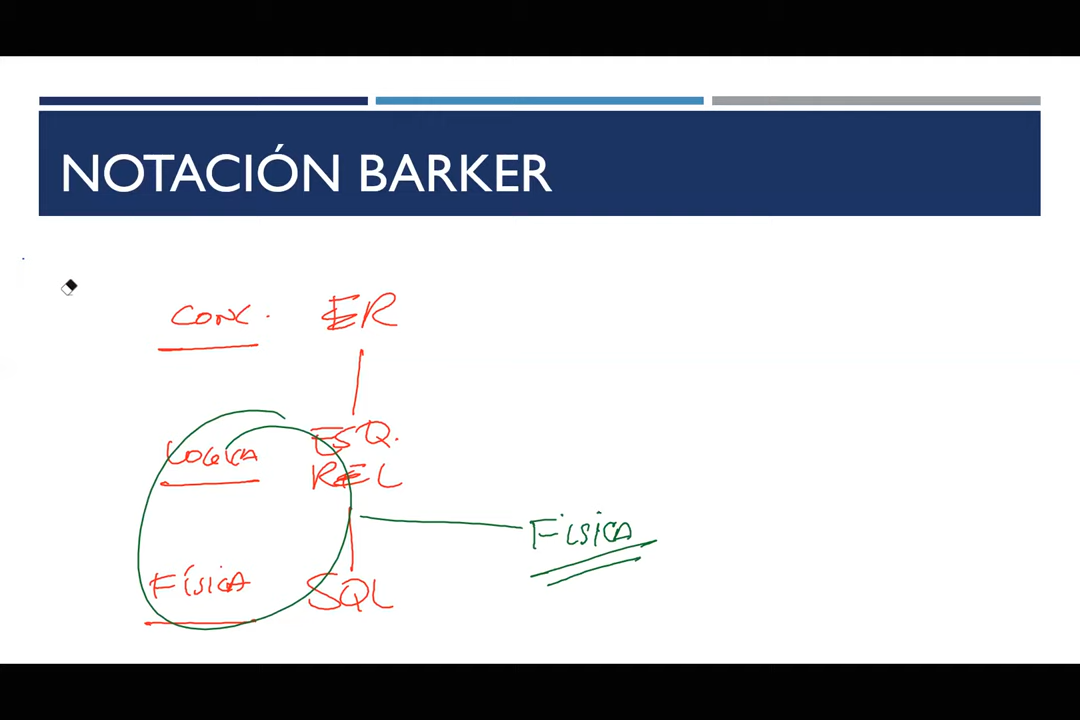 NOTACIÓN BARKER
CONC. ER
LOGICA ESQ.
REL
FÍSICA
FÍSICA SQL